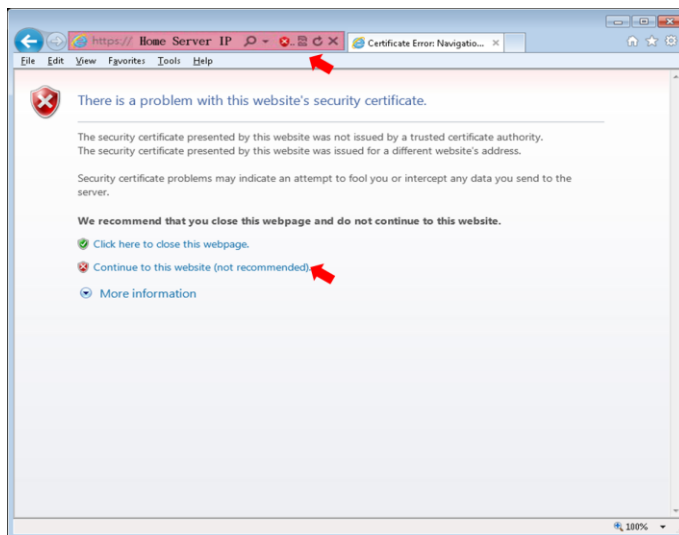 https:// Home Server IP
Certificate Error: Navigatio...
File Edit View Favorites Tools Help
There is a problem with this website's security certificate.
The security certificate presented by this website was not issued by a trusted certificate authority.
The security certificate presented by this website was issued for a different website's address.
Security certificate problems may indicate an attempt to fool you or intercept any data you send to the
server.
We recommend that you close this webpage and do not continue to this website.
Click here to close this webpage.
Continue to this website (not recommended).
More information
100%